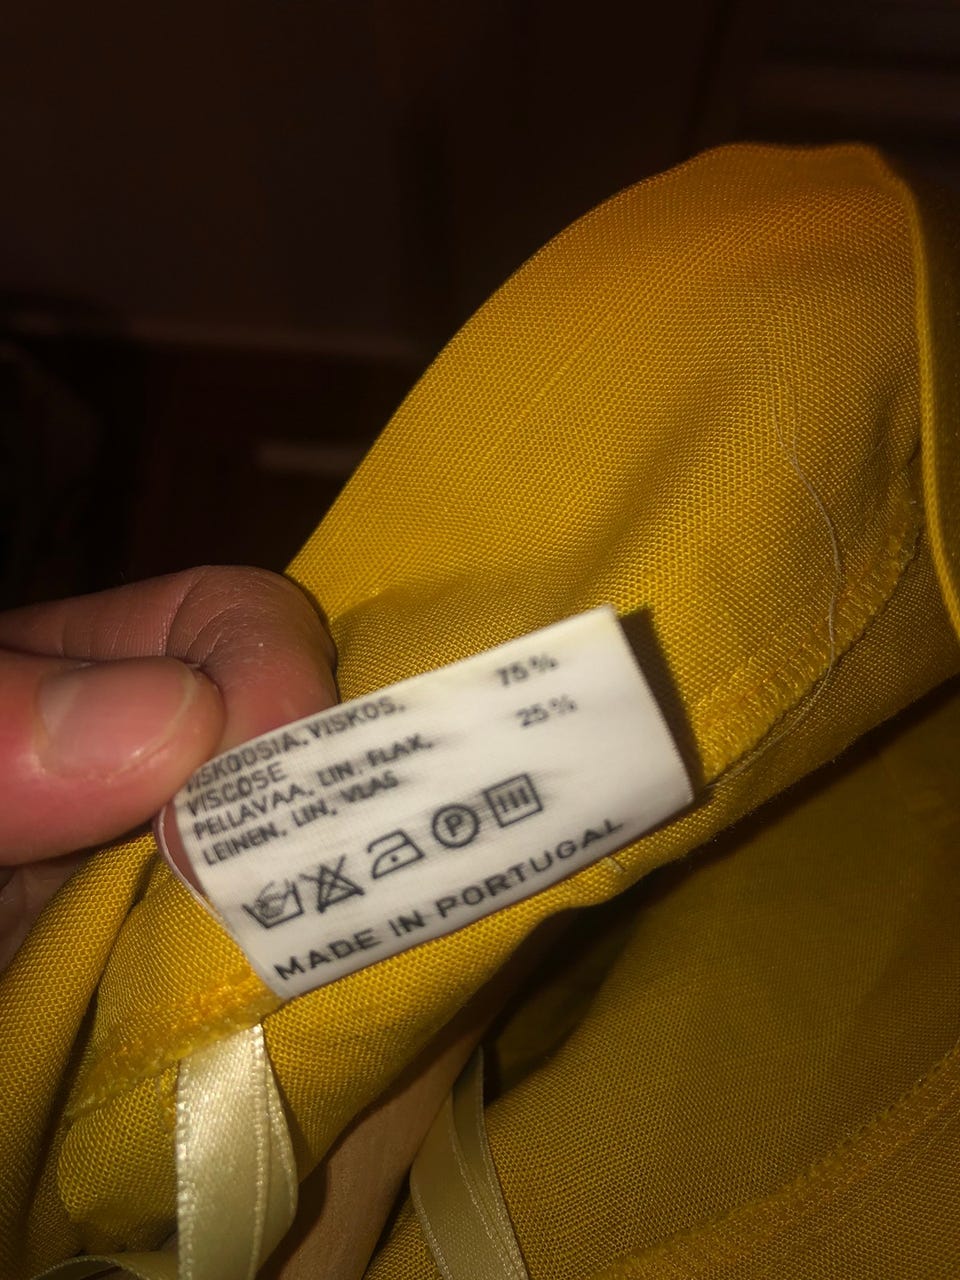 VISKOOSIA, VISKOS, 75%
VISCOSE
PELLAVAA, LIN, FLAX, 25%
LEINEN, LIN, VLAS
P
MADE IN PORTUGAL